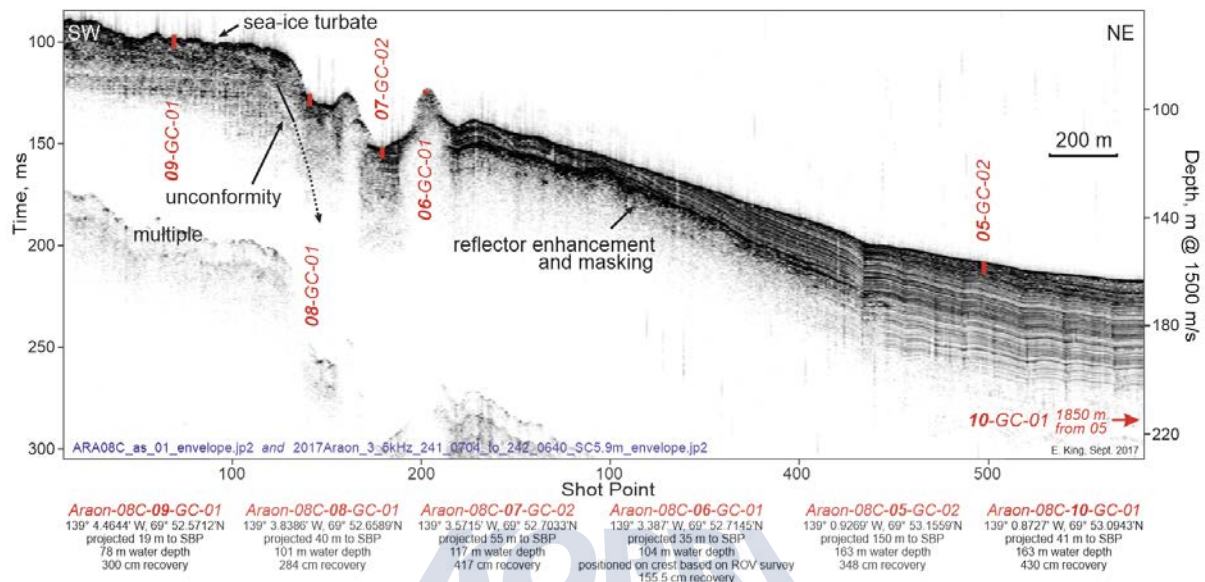 SW
NE
sea-ice turbate
07-GC-02
09-GC-01
06-GC-01
05-GC-02
08-GC-01
200 m
unconformity
multiple
reflector enhancement
and masking
10-GC-01 1850 m
from 05
Time, ms
100
150
200
250
300
Depth, m @ 1500 m/s
100
140
180
220
ARA08C_as_01_envelope.jp2 and 2017Araon_3_5kHz_241_0704_to_242_0640_SC5.9m_envelope.jp2
E. King. Sept. 2017
100 200 100 400 500
Shot Point
Araon-08C-09-GC-01
139° 4.4644' W, 69° 52.5712'N
projected 19 m to SBP
78 m water depth
300 cm recovery
Araon-08C-08-GC-01
139° 3.8386' W, 69° 52.6589'N
projected 40 m to SBP
101 m water depth
284 cm recovery
Araon-08C-07-GC-02
139° 3.5715' W, 69° 52.7033'N
projected 55 m to SBP
117 m water depth
417 cm recovery
Araon-08C-06-GC-01
139° 3.387' W, 69° 52.7145'N
projected 35 m to SBP
104 m water depth
positioned on crest based on ROV survey
155.5 cm recovery
Araon-08C-05-GC-02
139° 0.9269' W, 69° 53.1559'N
projected 150 m to SBP
163 m water depth
348 cm recovery
Araon-08C-10-GC-01
139° 0.8727' W, 69° 53.0943'N
projected 41 m to SBP
163 m water depth
430 cm recovery